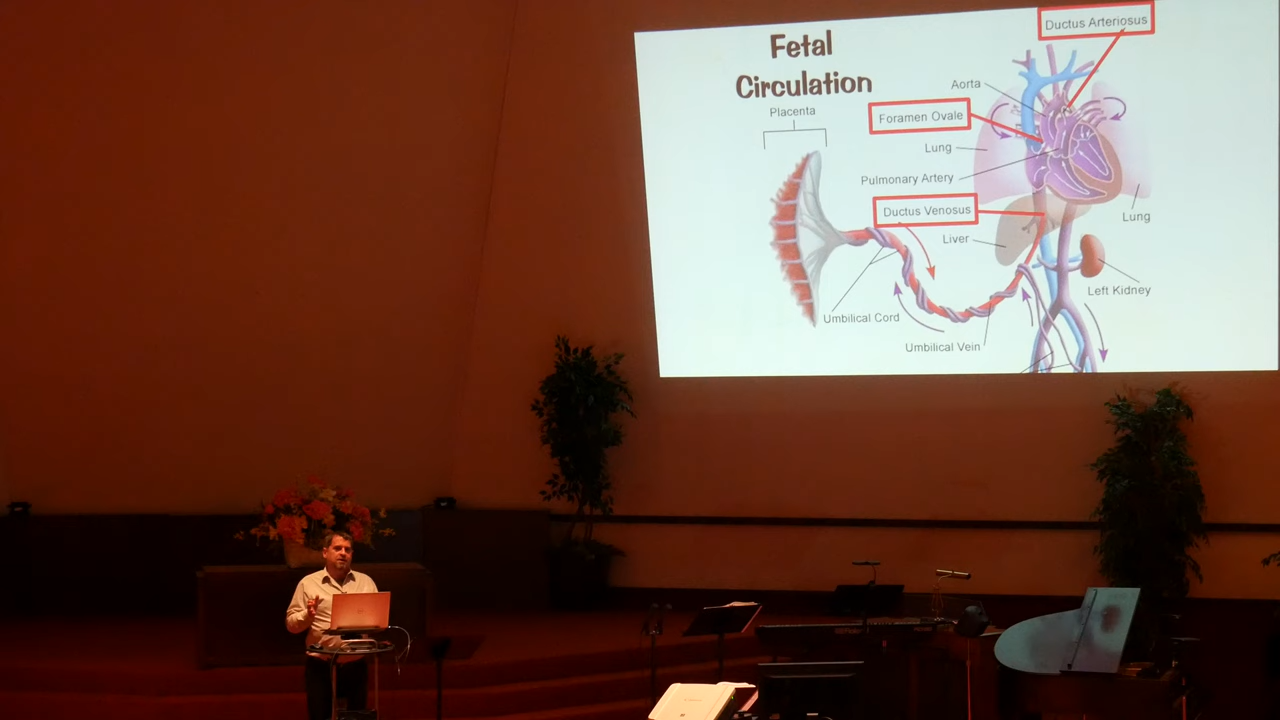 Ductus Arteriosus
Fetal
Circulation
Aorta
Placenta
Foramen Ovale
Lung
Pulmonary Artery
Ductus Venosus
Lung
Liver
Left Kidney
Umbilical Cord
Umbilical Vein